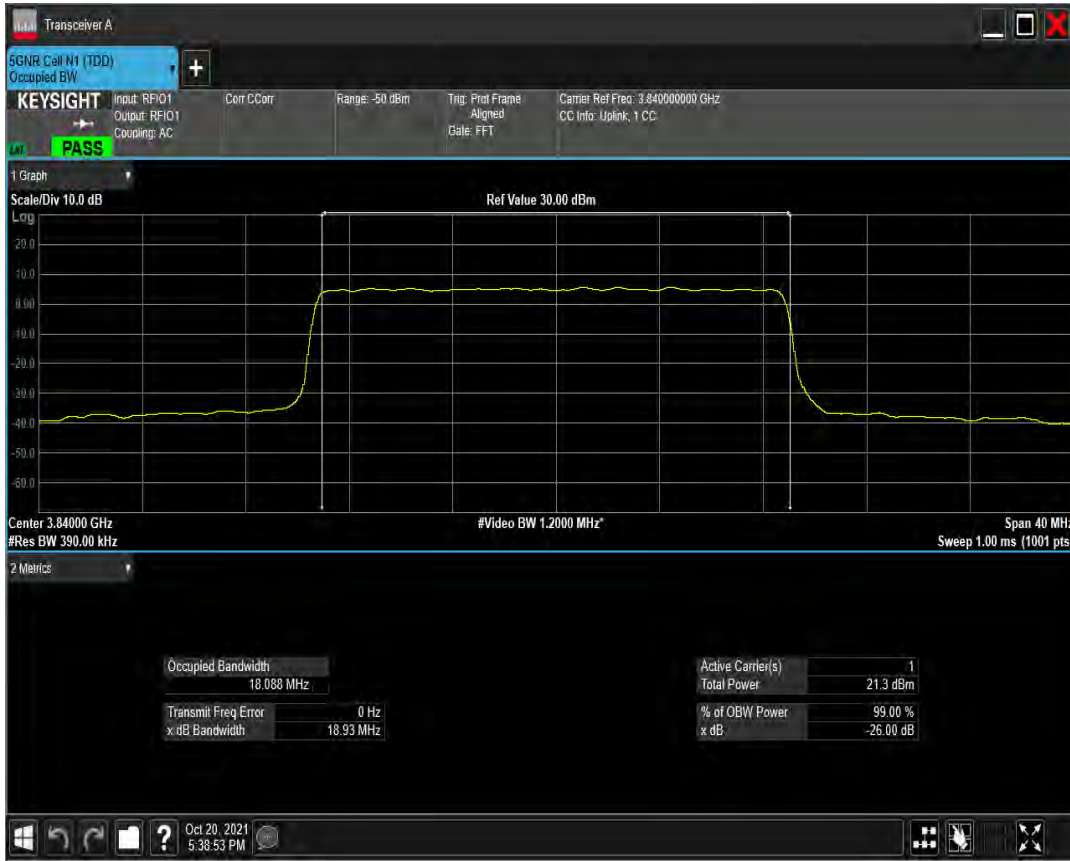 Transceiver A
5GNR Cell N1 (TDD)
Occupied BW
+
KEYSIGHT
Input: RFIO1
Output: RFIO1
Coupling: AC
Corr CCorr
Range: -50 dBm
Trig: Prot Frame
Aligned
Gate: FFT
Carrier Ref Freq: 3.840000000 GHz
CC Info: Uplink, 1 CC
PASS
1 Graph
Scale/Div 10.0 dB
Ref Value 30.00 dBm
Log
20.0
10.0
0.00
-10.0
-20.0
-30.0
-40.0
-50.0
-60.0
Center 3.84000 GHz
#Video BW 1.2000 MHz*
Span 40 MHz
#Res BW 390.00 kHz
Sweep 1.00 ms (1001 pts
2 Metrics
Occupied Bandwidth
18.088 MHz
Transmit Freq Error 0 Hz
x dB Bandwidth 18.93 MHz
Active Carrier(s) 1
Total Power 21.3 dBm
% of OBW Power 99.00 %
x dB -26.00 dB
?
Oct 20, 2021
5:38:53 PM